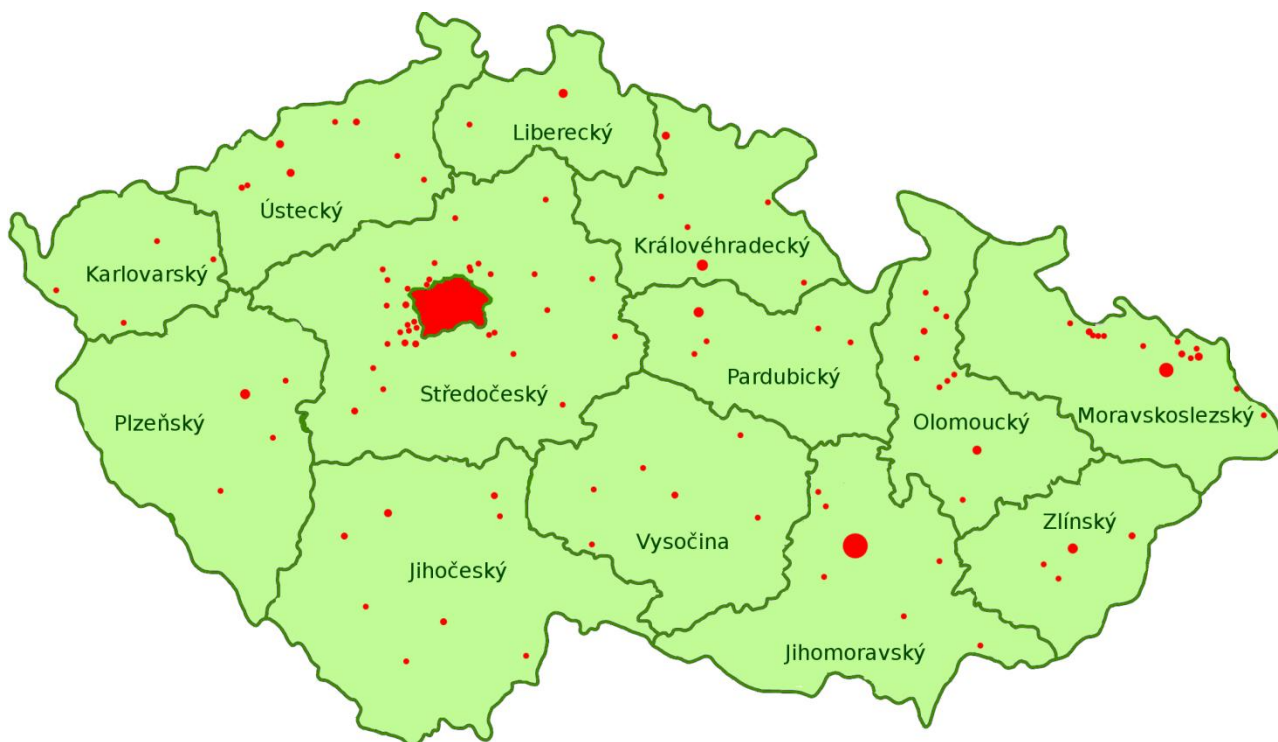 Liberecký
Ústecký
Královéhradecký
Karlovarský
Pardubický
Středočeský
Plzeňský
Olomoucký
Moravskoslezský
Zlínský
Vysočina
Jihočeský
Jihomoravský